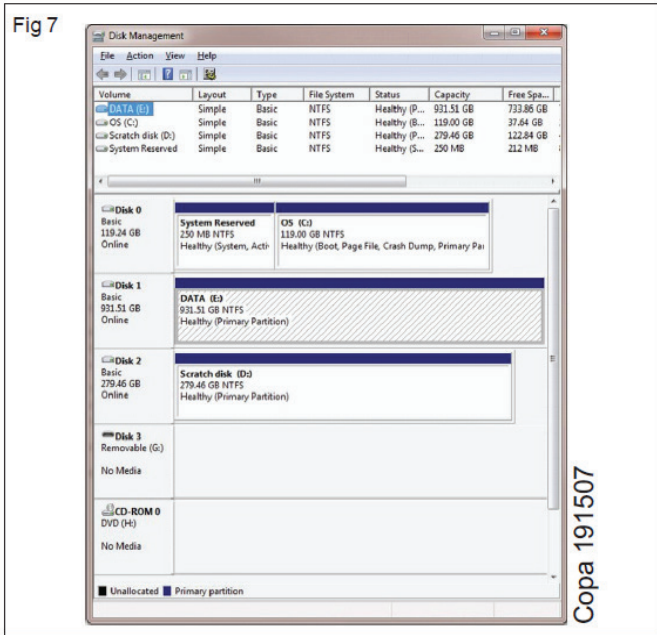 Fig 7
Disk Management
File Action View Help
Volume Layout Type File System Status Capacity Free Spa...
DATA (E:) Simple Basic NTFS Healthy (P... 931.51 GB 733.86 GB
OS (C:) Simple Basic NTFS Healthy (B... 119.00 GB 37.64 GB
Scratch disk (D:) Simple Basic NTFS Healthy (P... 279.46 GB 122.84 GB
System Reserved Simple Basic NTFS Healthy (S... 250 MB 212 MB
Disk 0
Basic
119.24 GB
Online
System Reserved
250 MB NTFS
Healthy (System, Activ
OS (C:)
119.00 GB NTFS
Healthy (Boot, Page File, Crash Dump, Primary Par
Disk 1
Basic
931.51 GB
Online
DATA (E:)
931.51 GB NTFS
Healthy (Primary Partition)
Disk 2
Basic
279.46 GB
Online
Scratch disk (D:)
279.46 GB NTFS
Healthy (Primary Partition)
Disk 3
Removable (G:)
No Media
CD-ROM 0
DVD (H:)
No Media
Unallocated Primary partition
Copa 191507